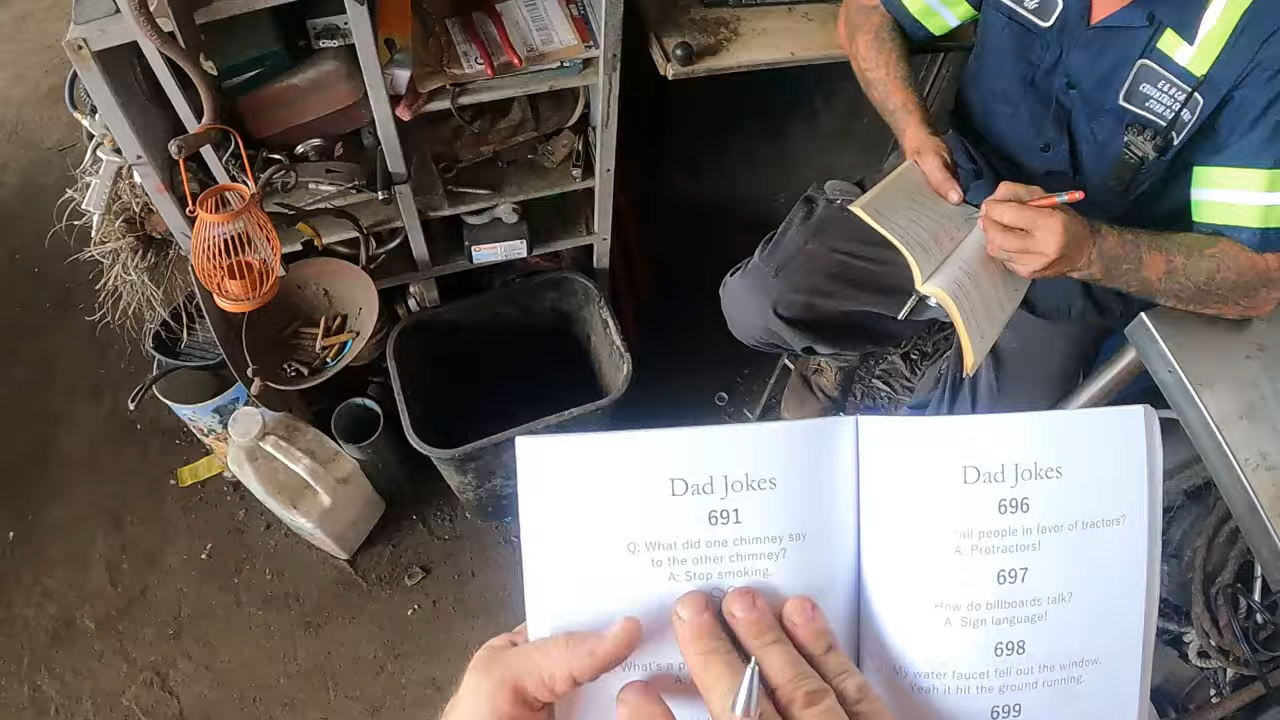 Dad Jokes
691
Q: What did one chimney say
to the other chimney?
A: Stop smoking.
What's a p
A:
Dad Jokes
696
all people in favor of tractors?
A: Protractors!
697
How do billboards talk?
A Sign language!
698
My water faucet fell out the window.
Yeah it hit the ground running.
699